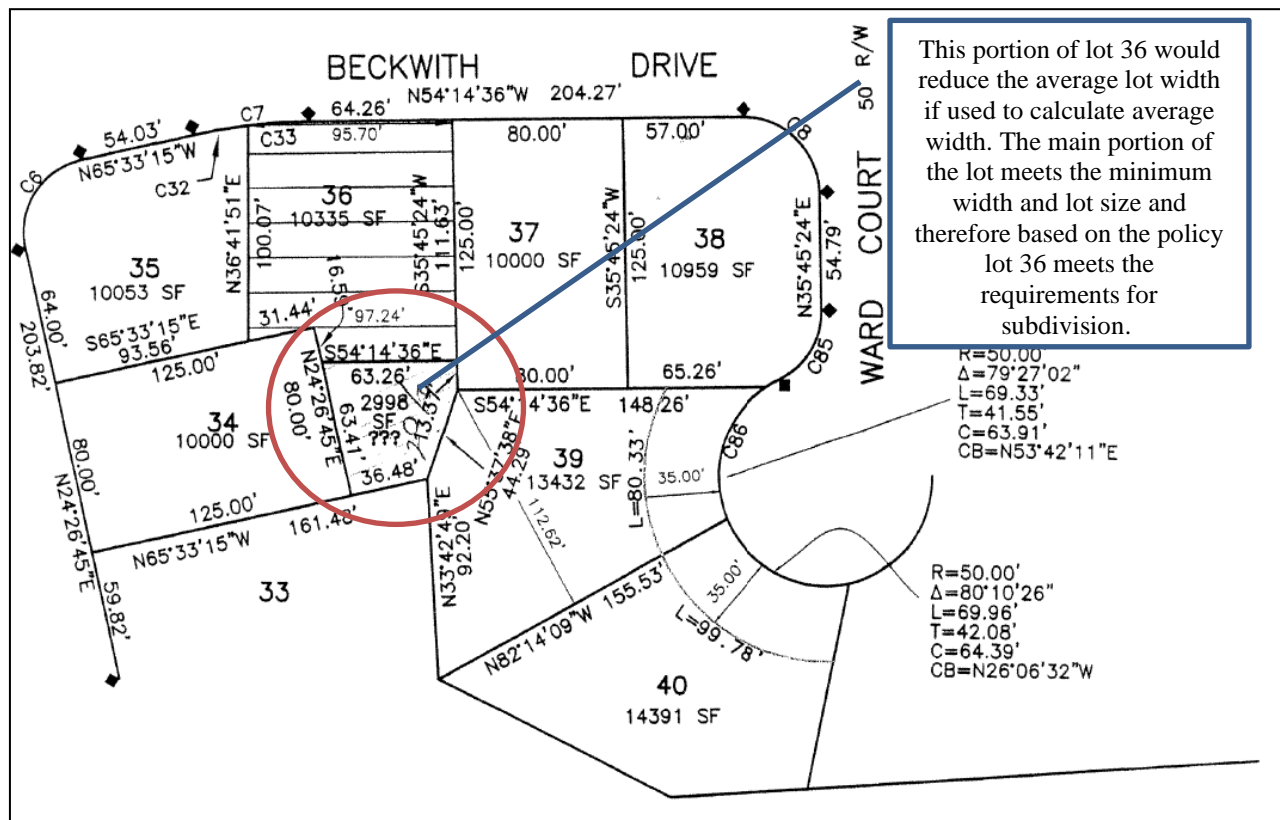 BECKWITH DRIVE
N54°14'36"W 204.27'
50' R/W
This portion of lot 36 would
reduce the average lot width
if used to calculate average
width. The main portion of
the lot meets the minimum
width and lot size and
therefore based on the policy
lot 36 meets the
requirements for
subdivision.
C6
54.03'
N65°33'15"W
C32
C7
64.26'
C33
95.70'
80.00'
57.00'
C8
WARD COURT
N35°45'24"E
54.79'
C85
35
10053 SF
N36°41'51"E
100.07'
36
10335 SF
S35°45'24"W
111.63'
125.00'
37
10000 SF
S35°45'24"W
125.00'
38
10959 SF
64.00'
203.82'
S65°33'15"E
93.56'
31.44'
16.59'
97.24'
S54°14'36"E
63.26'
2998
SF
???
13.37'
36.48'
80.00'
65.26'
S54°14'36"E 148.26'
125.00'
34
10000 SF
N24°26'45"E
80.00'
63.41'
80.00'
N24°26'45"E
59.82'
125.00'
161.48'
N65°33'15"W
33
N33°42'49"E
92.20'
N55°37'38"E
44.29
112.62'
39
13432 SF
L=80.33'
35.00'
C86
R=50.00'
Δ=79°27'02"
L=69.33'
T=41.55'
C=63.91'
CB=N53°42'11"E
N82°14'09"W 155.53'
35.00'
L=99.78'
40
14391 SF
R=50.00'
Δ=80°10'26"
L=69.96'
T=42.08'
C=64.39'
CB=N26°06'32"W